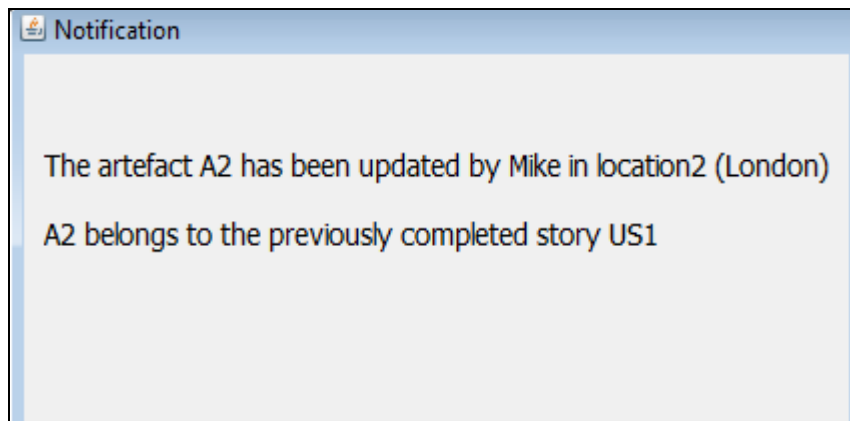 Notification
The artefact A2 has been updated by Mike in location2 (London)
A2 belongs to the previously completed story US1